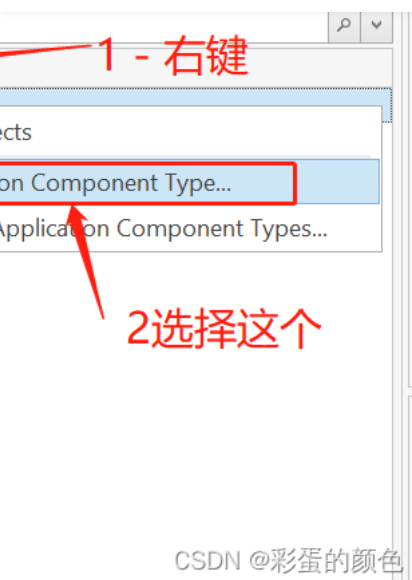 1 - 右键
ects
on Component Type...
Application Component Types...
2选择这个
CSDN @彩蛋的颜色